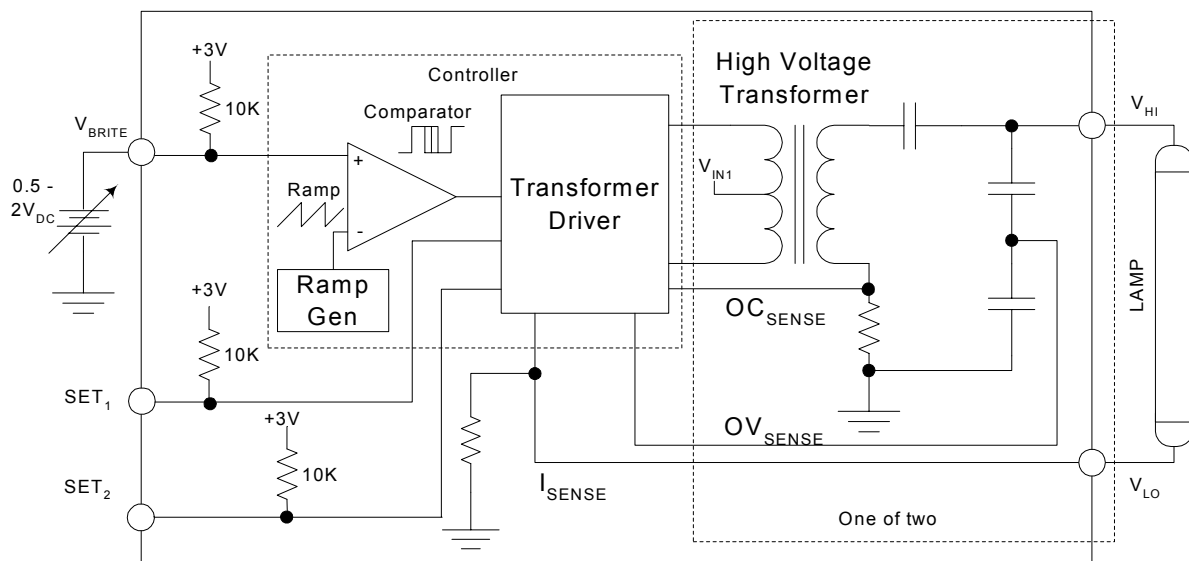 +3V
10K
V_BRITE
0.5 -
2V_DC
Controller
Comparator
+
-
Ramp
Ramp
Gen
Transformer
Driver
High Voltage
Transformer
V_IN1
V_HI
LAMP
+3V
10K
SET_1
OC_SENSE
+3V
10K
SET_2
OV_SENSE
I_SENSE
V_LO
One of two